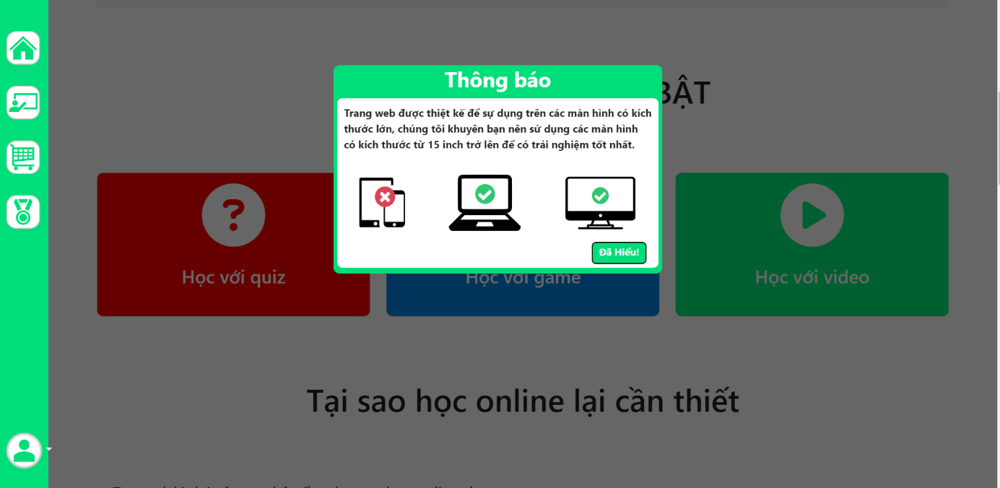 Thông báo
BẬT
Trang web được thiệt kế để sự dụng trên các màn hình có kích
thước lớn, chúng tôi khuyên bạn nên sử dụng các màn hình
có kích thước từ 15 inch trở lên để có trải nghiệm tốt nhất.
Đã Hiểu!
Học với quiz
Học với game
Học với video
Tại sao học online lại cần thiết